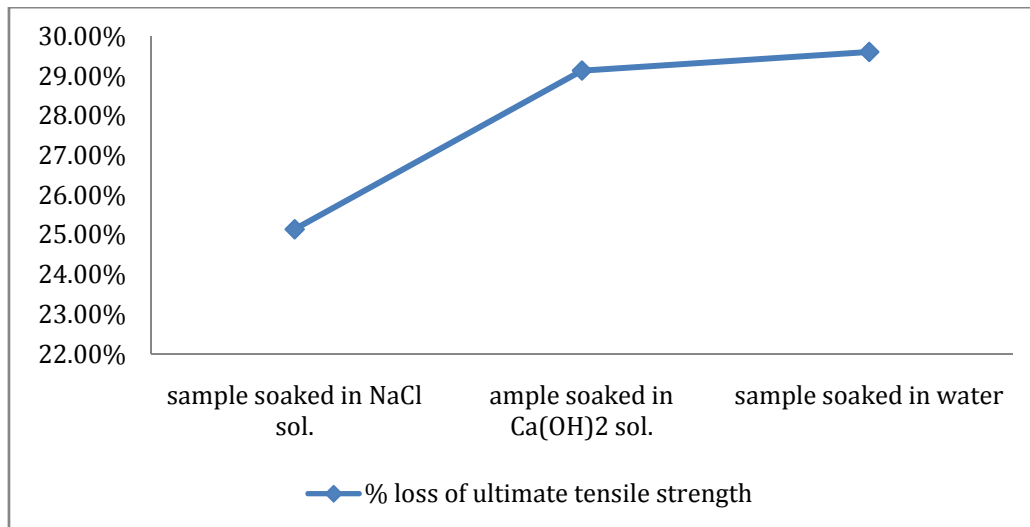 30.00%
29.00%
28.00%
27.00%
26.00%
25.00%
24.00%
23.00%
22.00%
sample soaked in NaCl
sol.
ample soaked in
Ca(OH)2 sol.
sample soaked in water
% loss of ultimate tensile strength